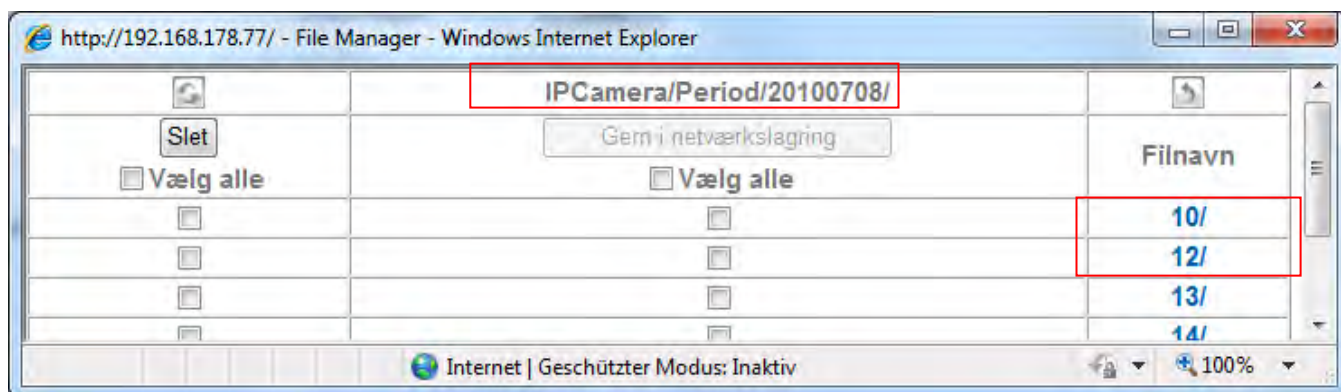 http://192.168.178.77/ - File Manager - Windows Internet Explorer
IPCamera/Period/20100708/
Slet
Gem i netværkslagring
Filnavn
Vælg alle
Vælg alle
10/
12/
13/
14/
Internet | Geschützter Modus: Inaktiv
100%